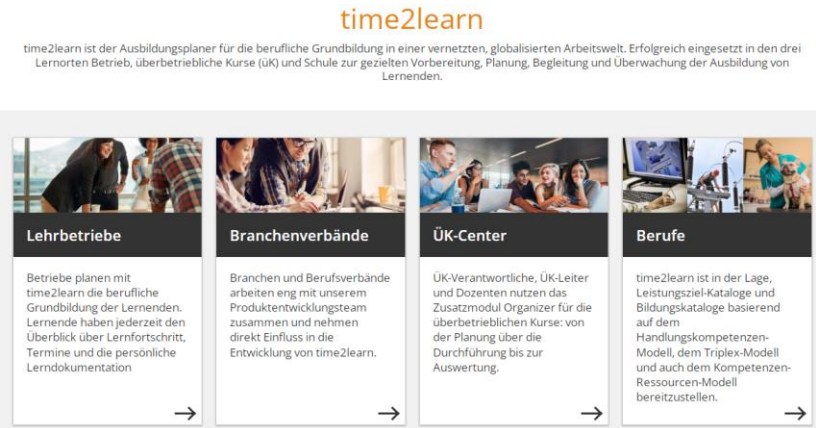 time2learn
time2learn ist der Ausbildungsplaner für die berufliche Grundbildung in einer vernetzten, globalisierten Arbeitswelt. Erfolgreich eingesetzt in den drei
Lernorten Betrieb, überbetriebliche Kurse (üK) und Schule zur gezielten Vorbereitung, Planung, Begleitung und Überwachung der Ausbildung von
Lernenden.
Lehrbetriebe
Betriebe planen mit
time2learn die berufliche
Grundbildung der Lernenden.
Lernende haben jederzeit den
Überblick über Lernfortschritt,
Termine und die persönliche
Lerndokumentation
Branchenverbände
Branchen und Berufsverbände
arbeiten eng mit unserem
Produktentwicklungsteam
zusammen und nehmen
direkt Einfluss in die
Entwicklung von time2learn.
ÜK-Center
ÜK-Verantwortliche, ÜK-Leiter
und Dozenten nutzen das
Zusatzmodul Organizer für die
überbetrieblichen Kurse: von
der Planung über die
Durchführung bis zur
Auswertung.
Berufe
time2learn ist in der Lage,
Leistungsziel-Kataloge und
Bildungskataloge basierend
auf dem
Handlungskompetenzen-
Modell, dem Triplex-Modell
und auch dem Kompetenzen-
Ressourcen-Modell
bereitzustellen.